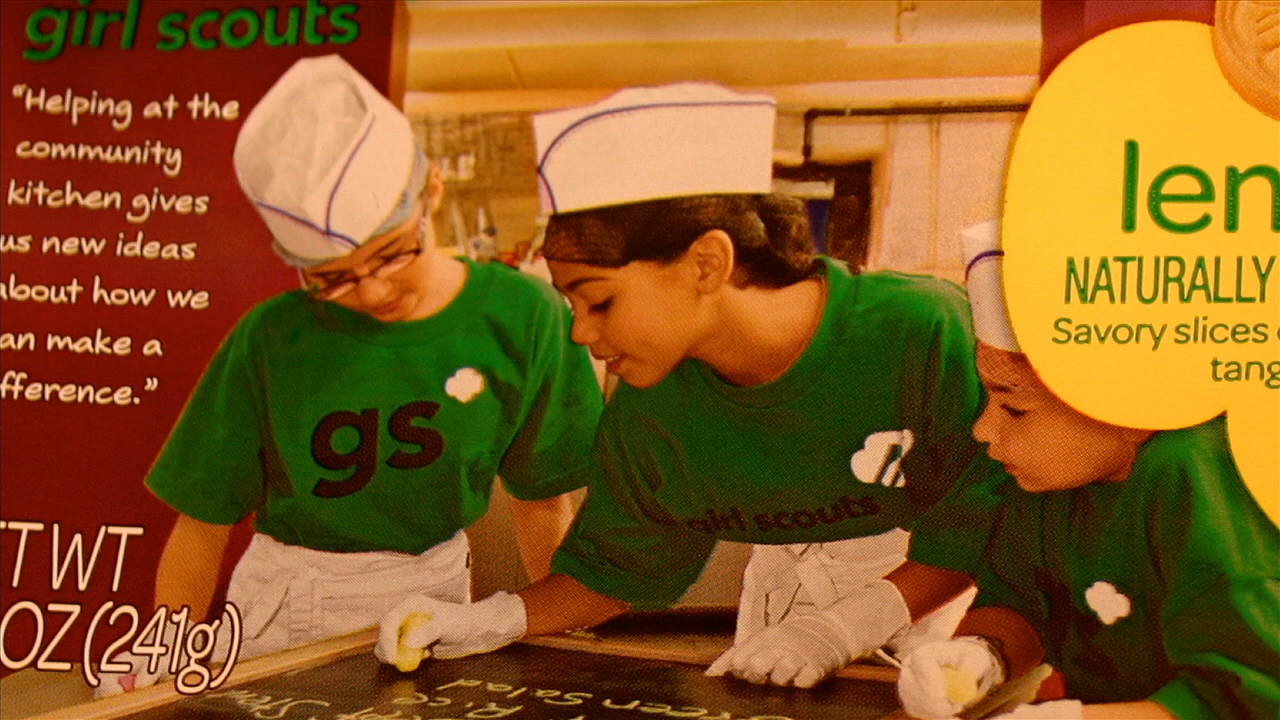 girl scouts
"Helping at the
community
kitchen gives
us new ideas
about how we
an make a
fference."
TWT
OZ (241g)
gs
girl scouts
len
NATURALLY
Savory slices
tang
Rice
Green Salad